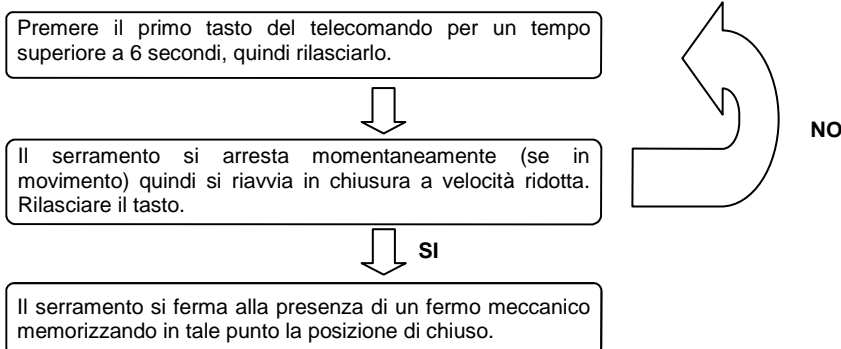 Premere il primo tasto del telecomando per un tempo
superiore a 6 secondi, quindi rilasciarlo.
NO
Il serramento si arresta momentaneamente (se in
movimento) quindi si riavvia in chiusura a velocità ridotta.
Rilasciare il tasto.
SI
Il serramento si ferma alla presenza di un fermo meccanico
memorizzando in tale punto la posizione di chiuso.